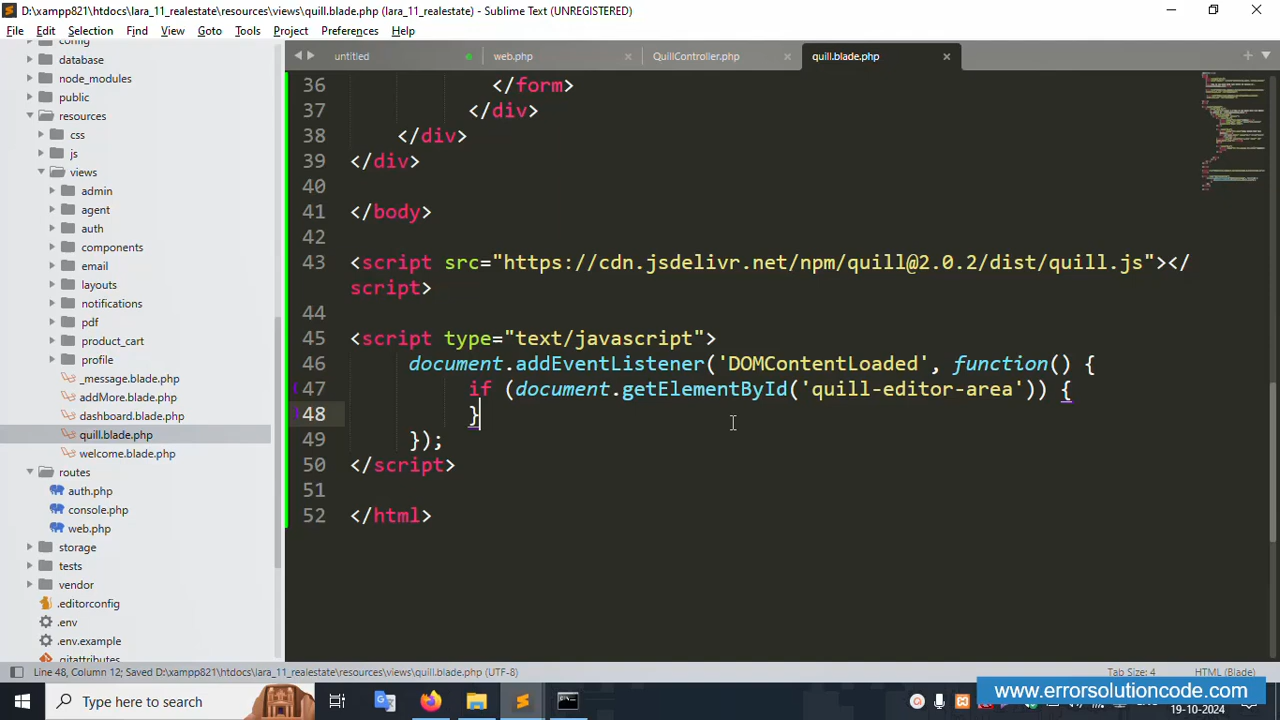 D:\xampp821\htdocs\lara_11_realestate\resources\views\quill.blade.php (lara_11_realestate) - Sublime Text (UNREGISTERED)
File Edit Selection Find View Goto Tools Project Preferences Help
untitled web.php QuillController.php quill.blade.php
config
database
node_modules
public
resources
css
js
views
admin
agent
auth
components
email
layouts
notifications
pdf
product_cart
profile
_message.blade.php
addMore.blade.php
dashboard.blade.php
quill.blade.php
welcome.blade.php
routes
auth.php
console.php
web.php
storage
tests
vendor
.editorconfig
.env
.env.example
.gitattributes
36 </form>
37 </div>
38 </div>
39 </div>
40
41 </body>
42
43 <script src="https://cdn.jsdelivr.net/npm/quill@2.0.2/dist/quill.js"></
script>
44
45 <script type="text/javascript">
46 document.addEventListener('DOMContentLoaded', function() {
47 if (document.getElementById('quill-editor-area')) {
48 }
49 });
50 </script>
51
52 </html>
Line 48, Column 12; Saved D:\xampp821\htdocs\lara_11_realestate\resources\views\quill.blade.php (UTF-8) Tab Size: 4 HTML (Blade)
Type here to search
www.errorsolutioncode.com
19-10-2024